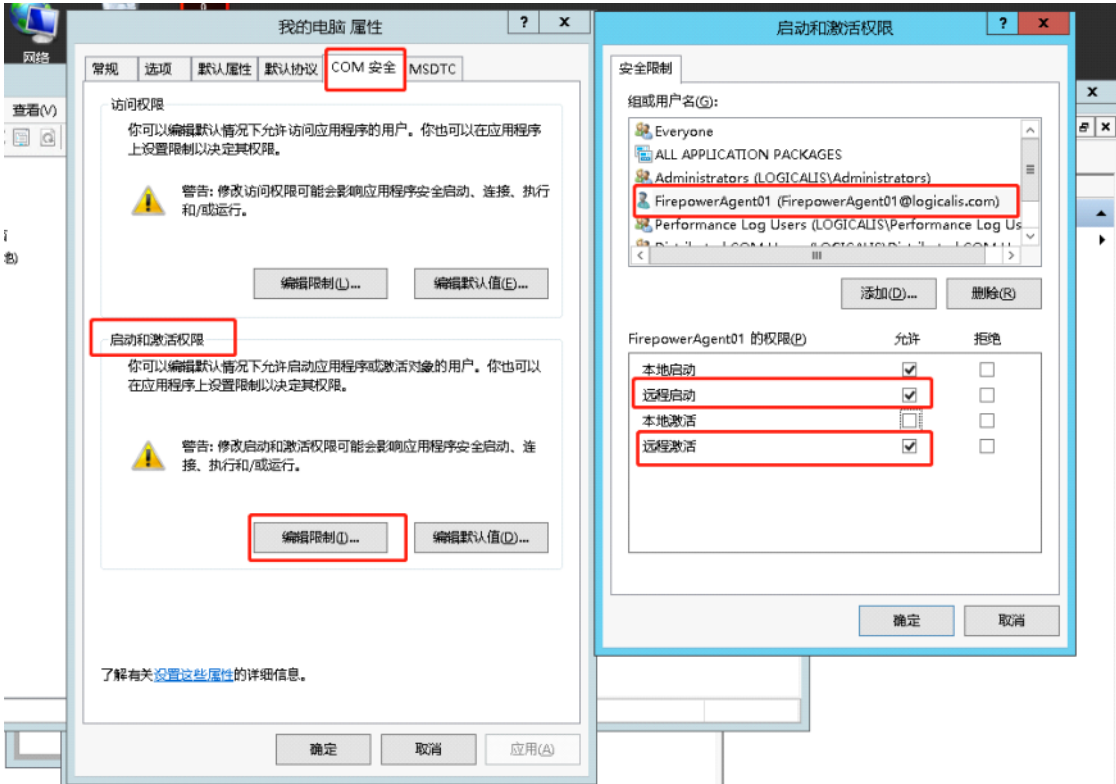 网络
查看(V)
我的电脑 属性
?
x
常规
选项
默认属性
默认协议
COM 安全
MSDTC
访问权限
你可以编辑默认情况下允许访问应用程序的用户。你也可以在应用程序
上设置限制以决定其权限。
警告: 修改访问权限可能会影响应用程序安全启动、连接、执行
和/或运行。
编辑限制(L)...
编辑默认值(E)...
启动和激活权限
你可以编辑默认情况下允许启动应用程序或激活对象的用户。你也可以
在应用程序上设置限制以决定其权限。
警告: 修改启动和激活权限可能会影响应用程序安全启动、连
接、执行和/或运行。
编辑限制(I)...
编辑默认值(D)...
了解有关设置这些属性的详细信息。
确定
取消
应用(A)
启动和激活权限
?
x
安全限制
组或用户名(G):
Everyone
ALL APPLICATION PACKAGES
Administrators (LOGICALIS\Administrators)
FirepowerAgent01 (FirepowerAgent01@logicalis.com)
Performance Log Users (LOGICALIS\Performance Log Us
添加(D)...
删除(R)
FirepowerAgent01 的权限(P)
允许
拒绝
本地启动
远程启动
本地激活
远程激活
确定
取消